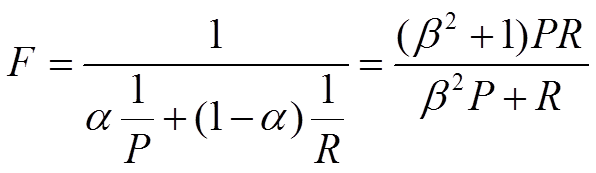 F = 1 / (α 1/P + (1−α) 1/R) = (β² +1)PR / (β²P + R)